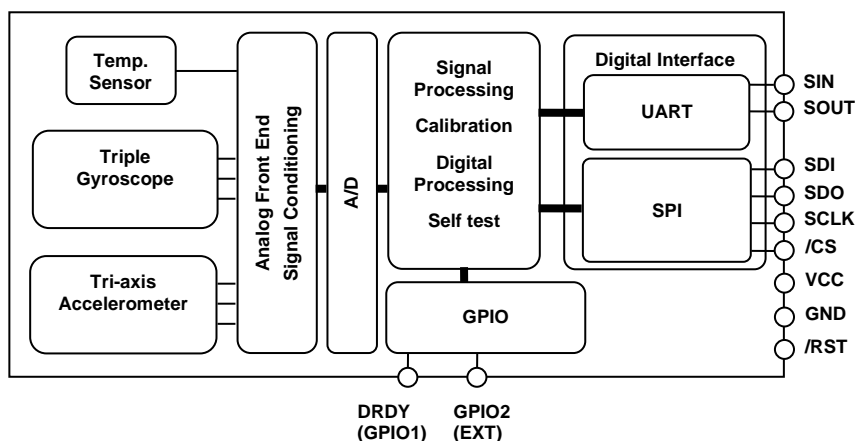 Temp.
Sensor
Triple
Gyroscope
Tri-axis
Accelerometer
Analog Front End
Signal Conditioning
A/D
Signal
Processing
Calibration
Digital
Processing
Self test
GPIO
Digital Interface
UART
SPI
SIN
SOUT
SDI
SDO
SCLK
/CS
VCC
GND
/RST
DRDY
(GPIO1)
GPIO2
(EXT)